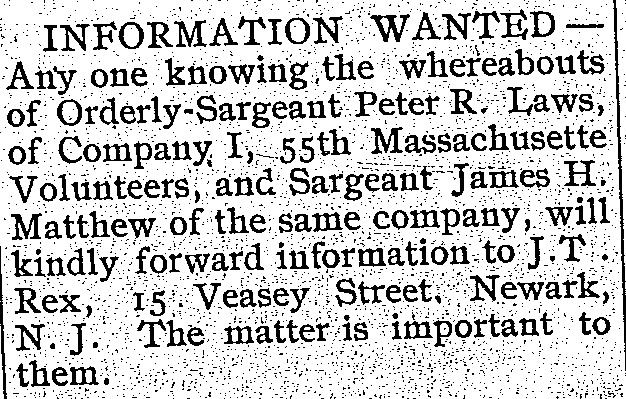 INFORMATION WANTED —
Any one knowing the whereabouts
of Orderly-Sargeant Peter R. Laws,
of Company I, 55th Massachusette
Volunteers, and Sargeant James H.
Matthew of the same company, will
kindly forward information to J.T.
Rex, 15 Veasey Street, Newark,
N. J. The matter is important to
them.